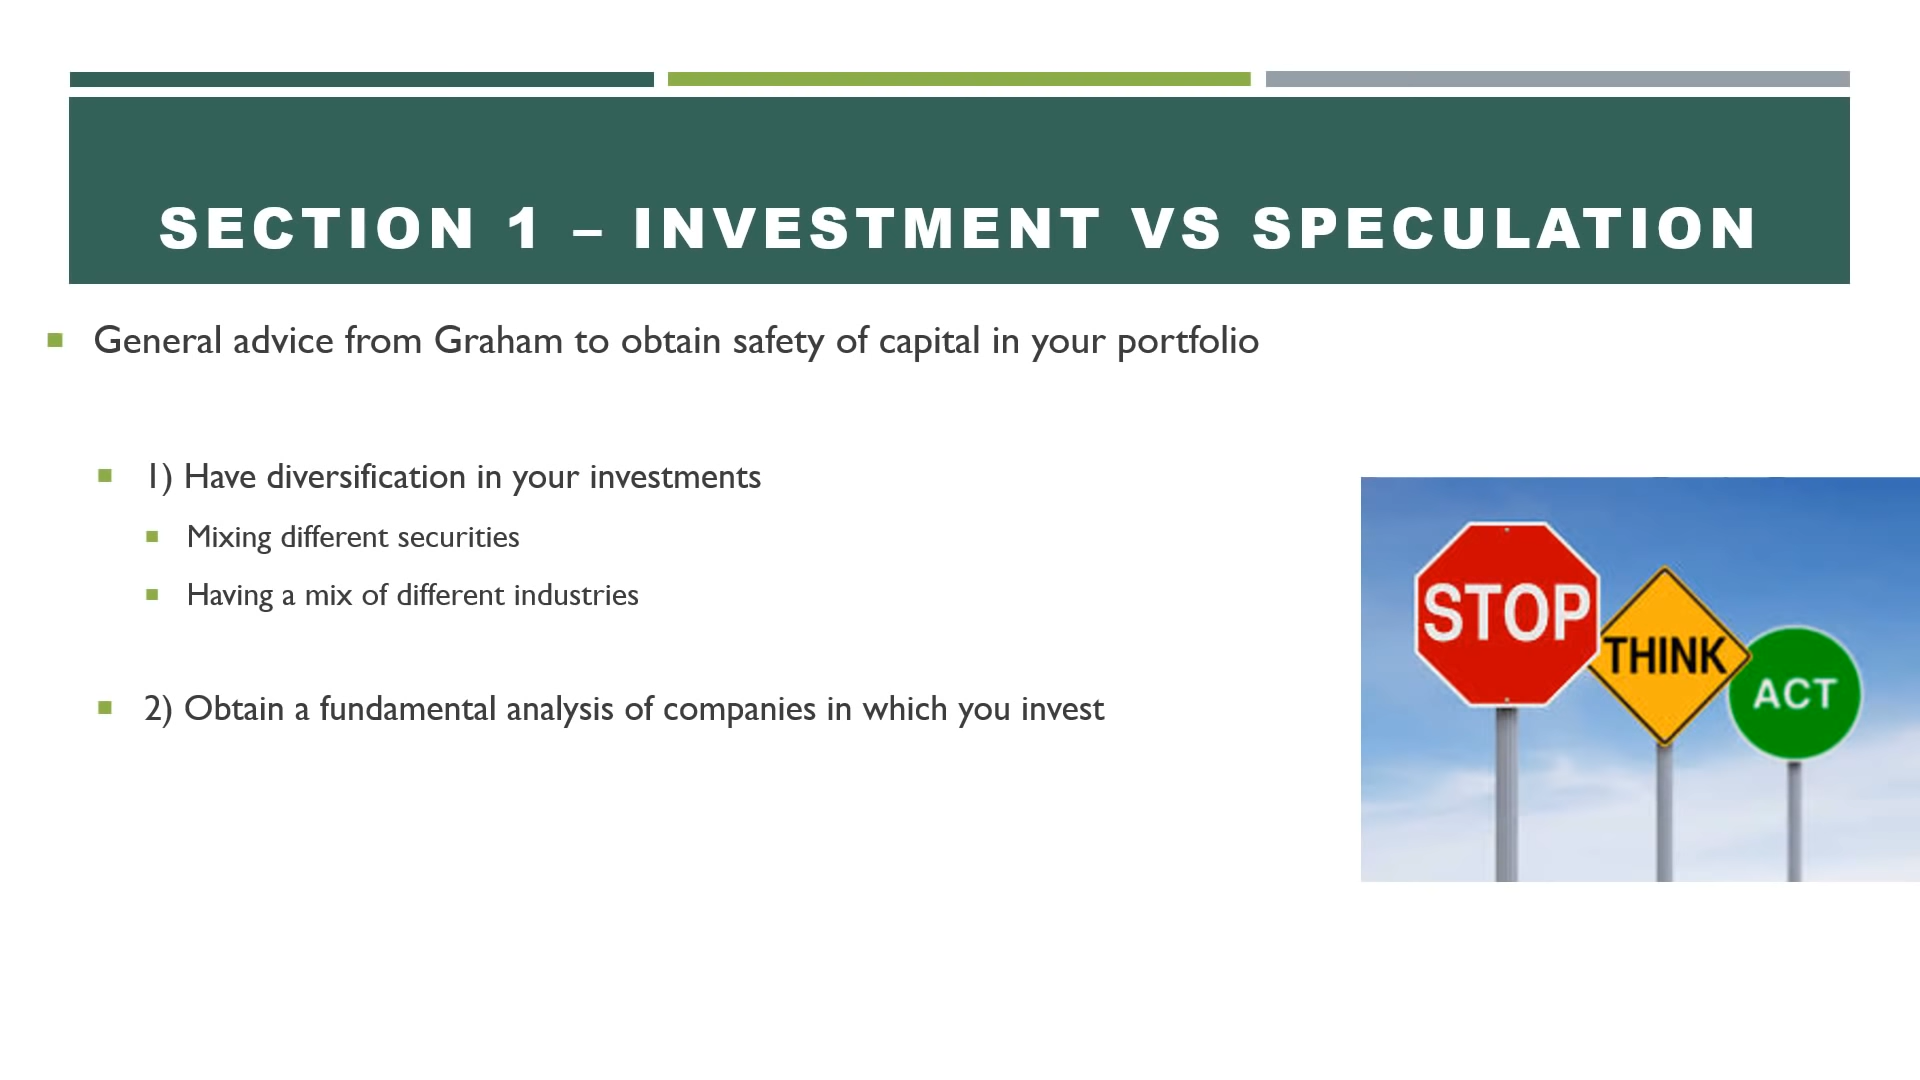 SECTION 1 – INVESTMENT VS SPECULATION
General advice from Graham to obtain safety of capital in your portfolio
1) Have diversification in your investments
Mixing different securities
Having a mix of different industries
2) Obtain a fundamental analysis of companies in which you invest
STOP
THINK
ACT